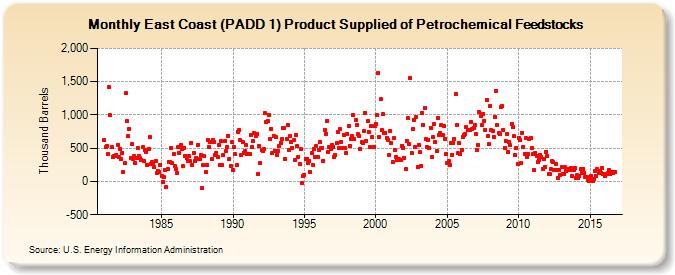 Monthly East Coast (PADD 1) Product Supplied of Petrochemical Feedstocks
Thousand Barrels
2,000
1,500
1,000
500
0
-500
1985 1990 1995 2000 2005 2010 2015
Source: U.S. Energy Information Administration